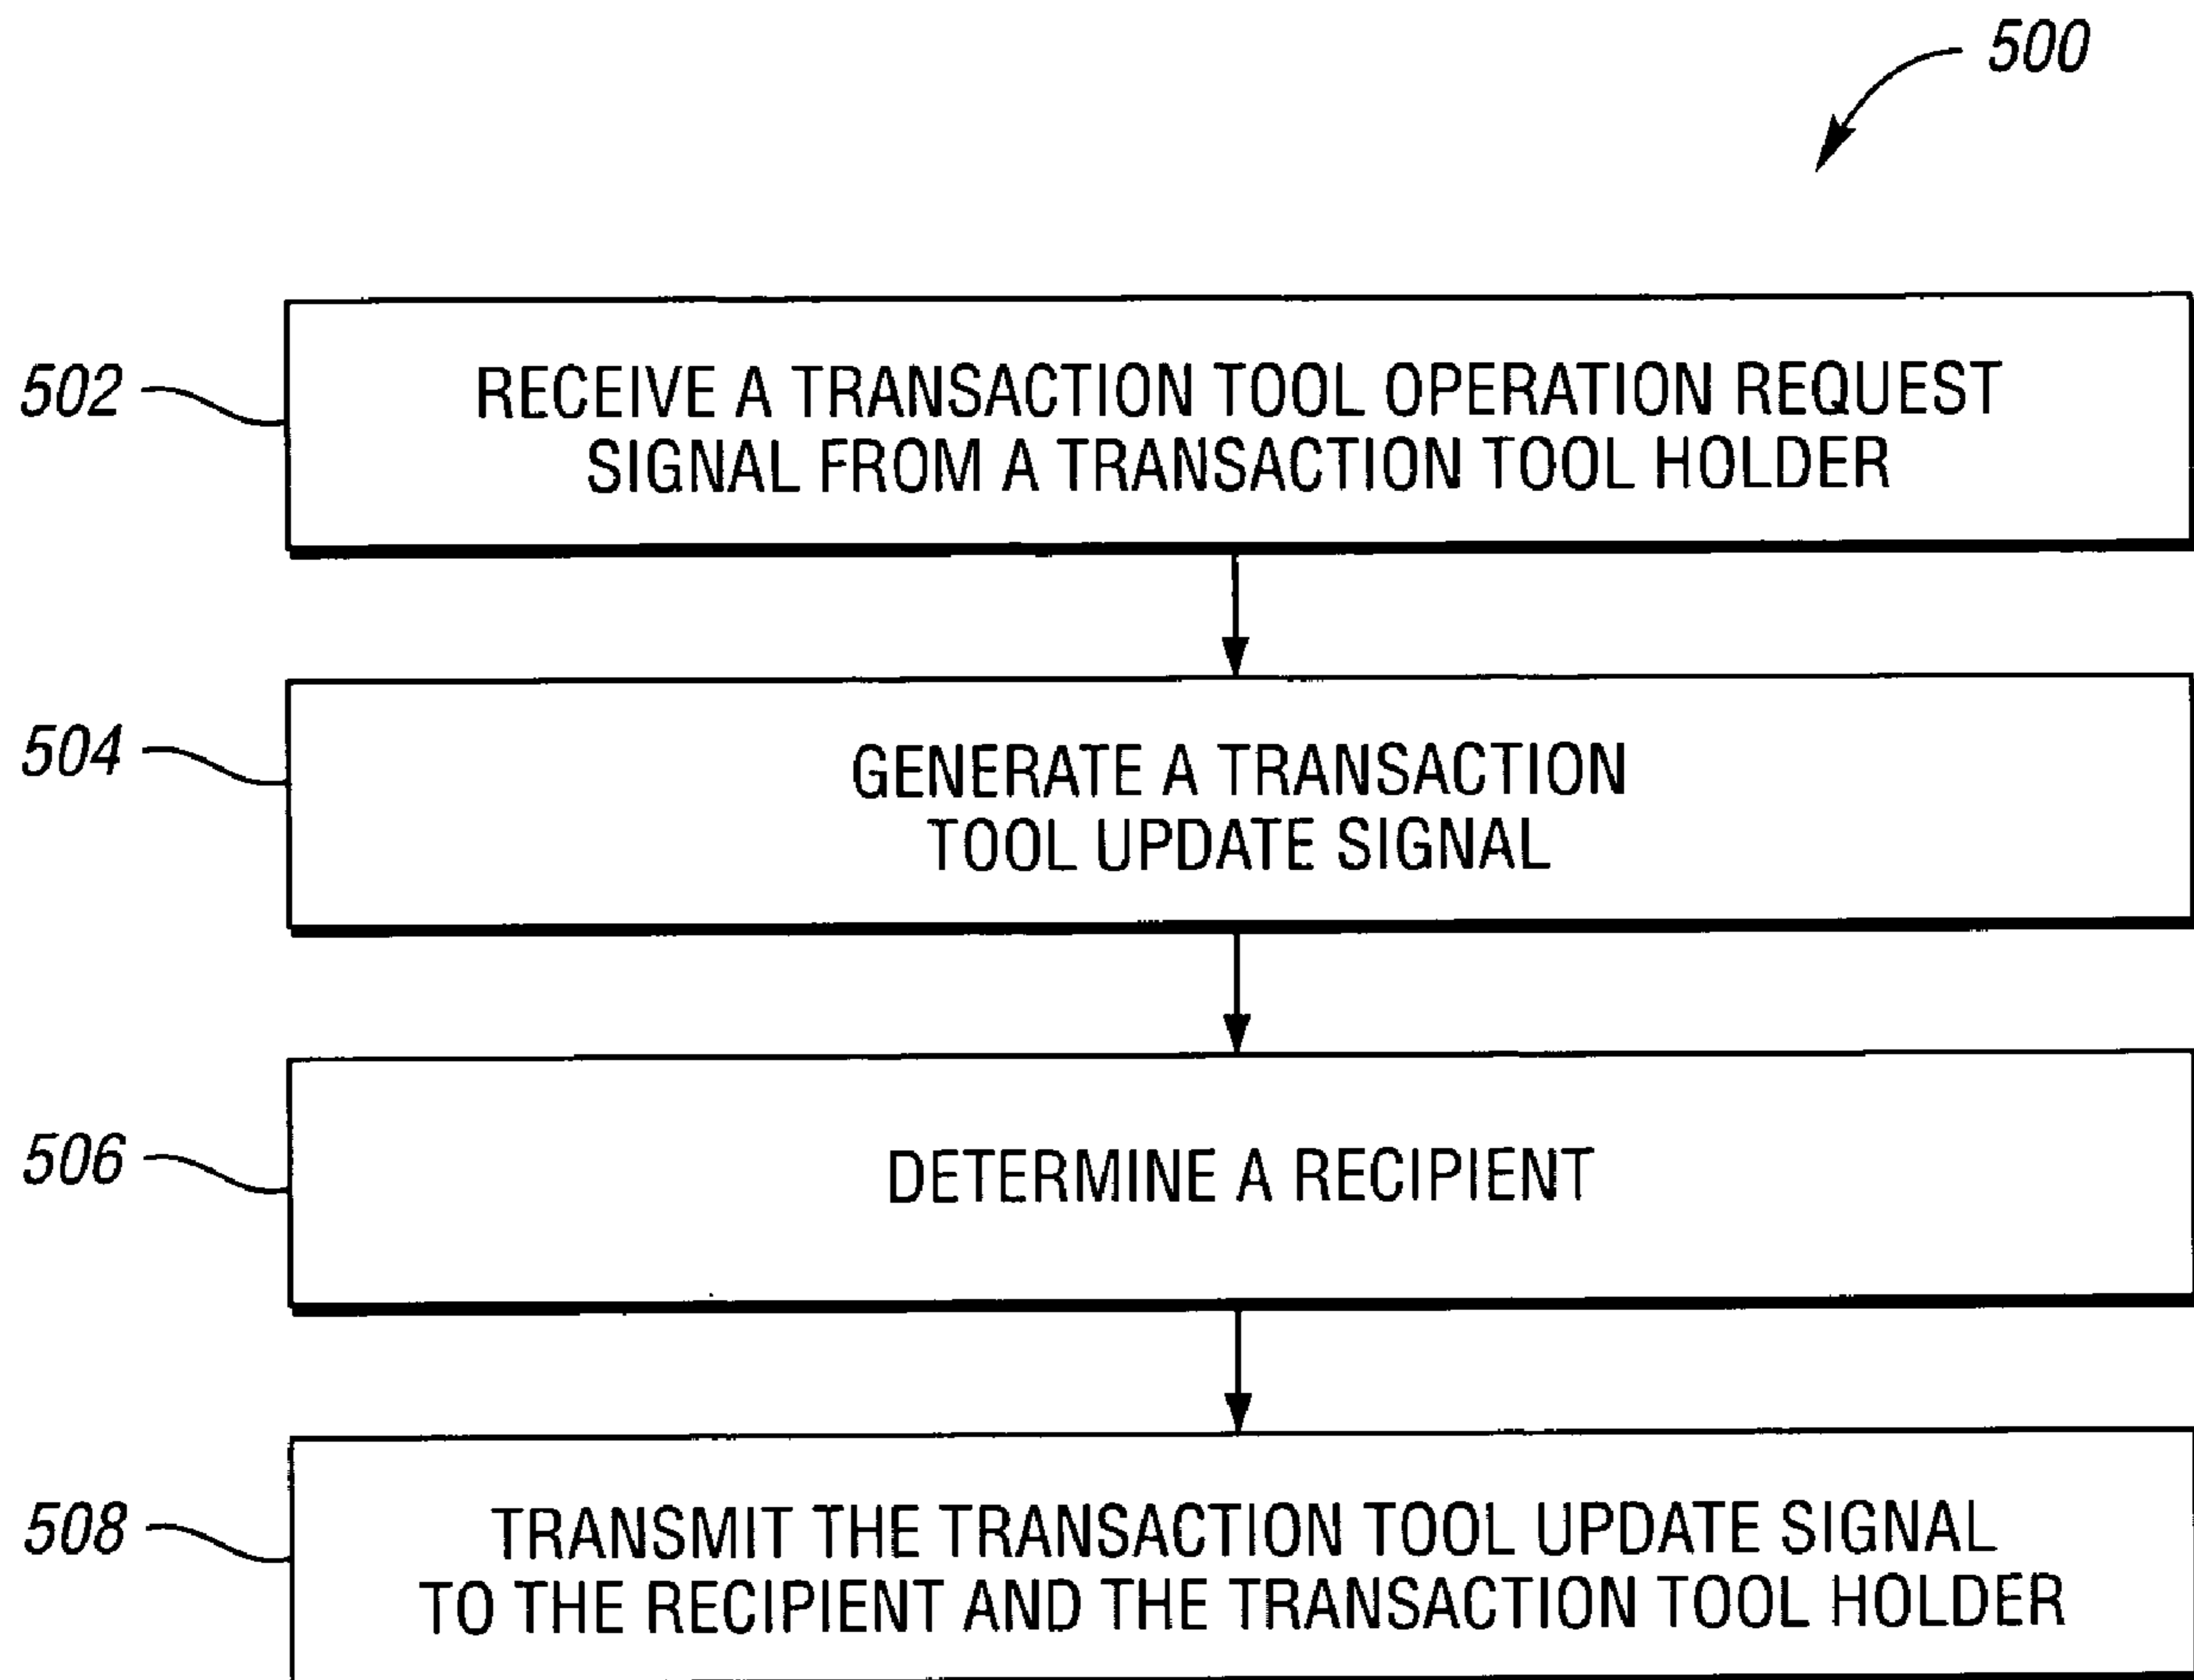 500
502
RECEIVE A TRANSACTION TOOL OPERATION REQUEST
SIGNAL FROM A TRANSACTION TOOL HOLDER
504
GENERATE A TRANSACTION
TOOL UPDATE SIGNAL
506
DETERMINE A RECIPIENT
508
TRANSMIT THE TRANSACTION TOOL UPDATE SIGNAL
TO THE RECIPIENT AND THE TRANSACTION TOOL HOLDER